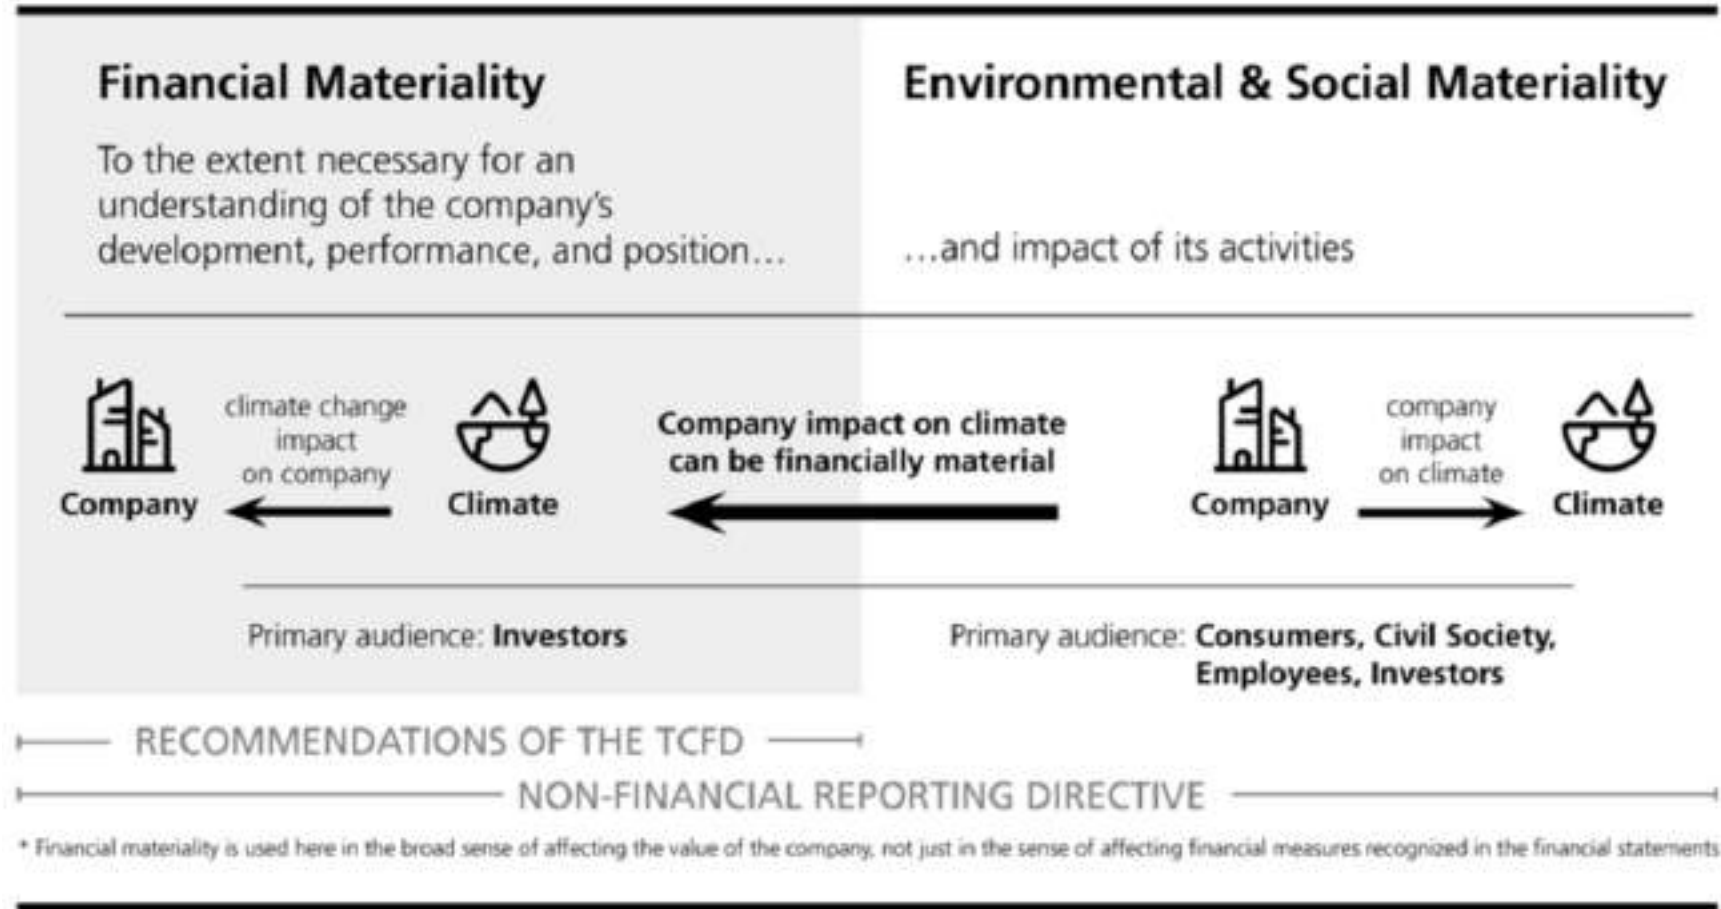 Financial Materiality
To the extent necessary for an
understanding of the company's
development, performance, and position...
Environmental & Social Materiality
...and impact of its activities
Company
climate change
impact
on company
Climate
Company impact on climate
can be financially material
Company
company
impact
on climate
Climate
Primary audience: Investors
Primary audience: Consumers, Civil Society,
Employees, Investors
RECOMMENDATIONS OF THE TCFD
NON-FINANCIAL REPORTING DIRECTIVE
* Financial materiality is used here in the broad sense of affecting the value of the company, not just in the sense of affecting financial measures recognized in the financial statements